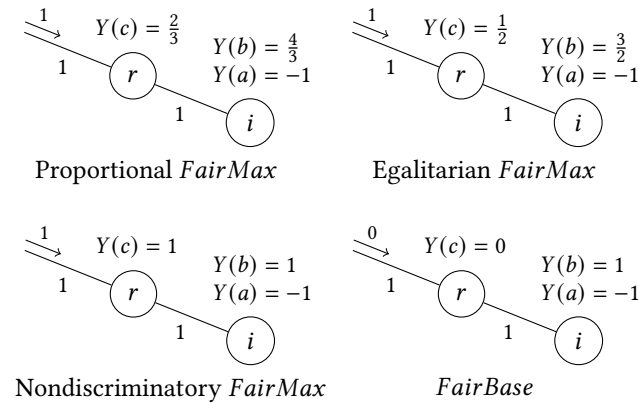 1
Y(c) = 2/3
Y(b) = 4/3
Y(a) = −1
1
r
1
i
Proportional FairMax
1
Y(c) = 1/2
Y(b) = 3/2
Y(a) = −1
1
r
1
i
Egalitarian FairMax
1
Y(c) = 1
Y(b) = 1
Y(a) = −1
1
r
1
i
Nondiscriminatory FairMax
0
Y(c) = 0
Y(b) = 1
Y(a) = −1
1
r
1
i
FairBase